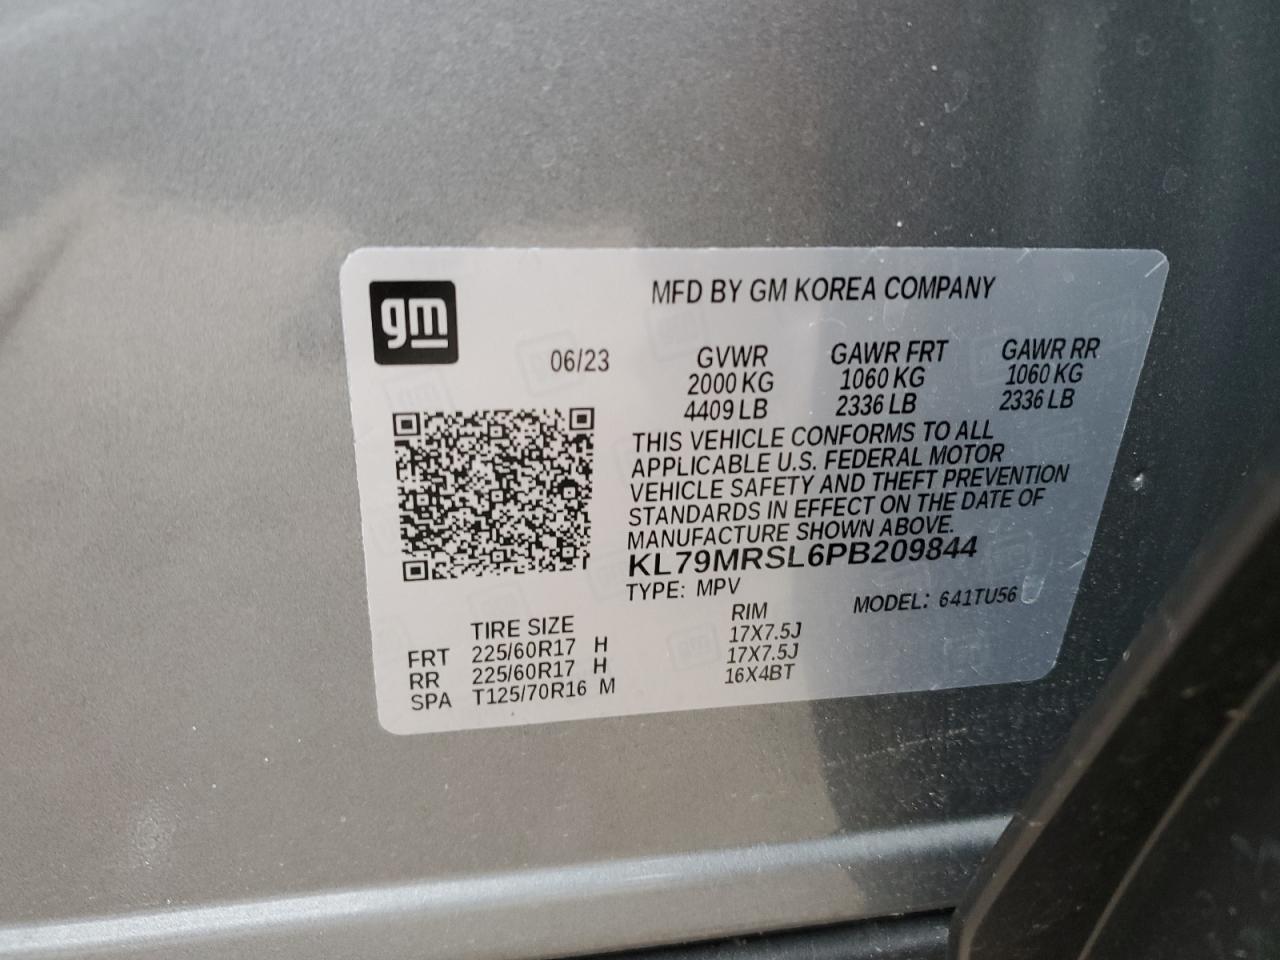 gm
MFD BY GM KOREA COMPANY
06/23
GVWR GAWR FRT GAWR RR
2000 KG 1060 KG 1060 KG
4409 LB 2336 LB 2336 LB
THIS VEHICLE CONFORMS TO ALL
APPLICABLE U.S. FEDERAL MOTOR
VEHICLE SAFETY AND THEFT PREVENTION
STANDARDS IN EFFECT ON THE DATE OF
MANUFACTURE SHOWN ABOVE.
KL79MRSL6PB209844
TYPE: MPV MODEL: 641TU56
TIRE SIZE RIM
FRT 225/60R17 H 17X7.5J
RR 225/60R17 H 17X7.5J
SPA T125/70R16 M 16X4BT